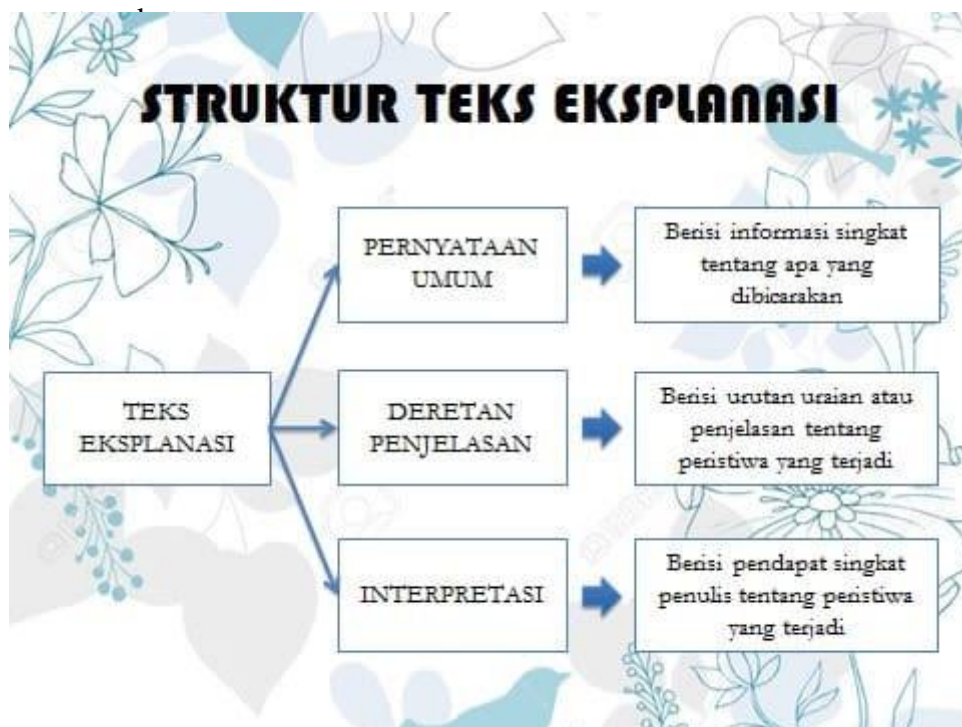 STRUKTUR TEKS EKSPLANASI
PERNYATAAN
UMUM
Berisi informasi singkat
tentang apa yang
dibicarakan
TEKS
EKSPLANASI
DERETAN
PENJELASAN
Berisi urutan uraian atau
penjelasan tentang
peristiwa yang terjadi
INTERPRETASI
Berisi pendapat singkat
penulis tentang peristiwa
yang terjadi